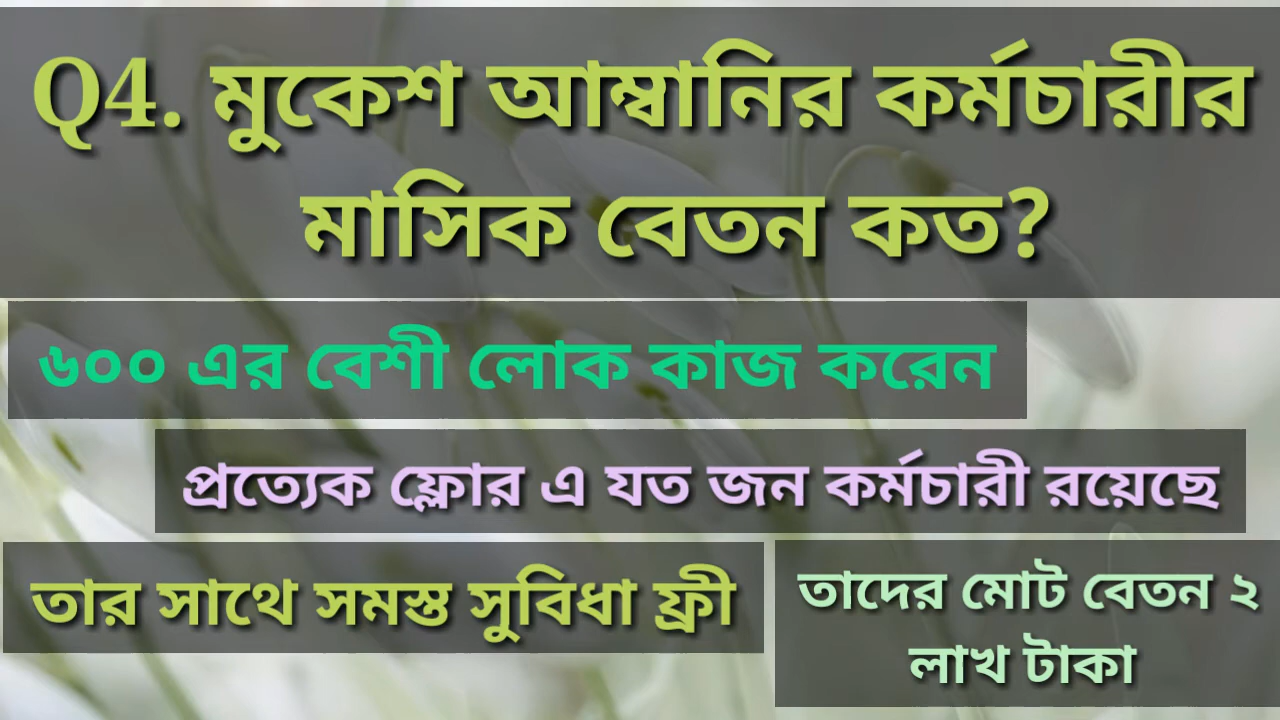 Q4. মুকেশ আম্বানির কর্মচারীর
মাসিক বেতন কত?
৬০০ এর বেশী লোক কাজ করেন
প্রত্যেক ফ্লোর এ যত জন কর্মচারী রয়েছে
তার সাথে সমস্ত সুবিধা ফ্রী
তাদের মোট বেতন ২
লাখ টাকা